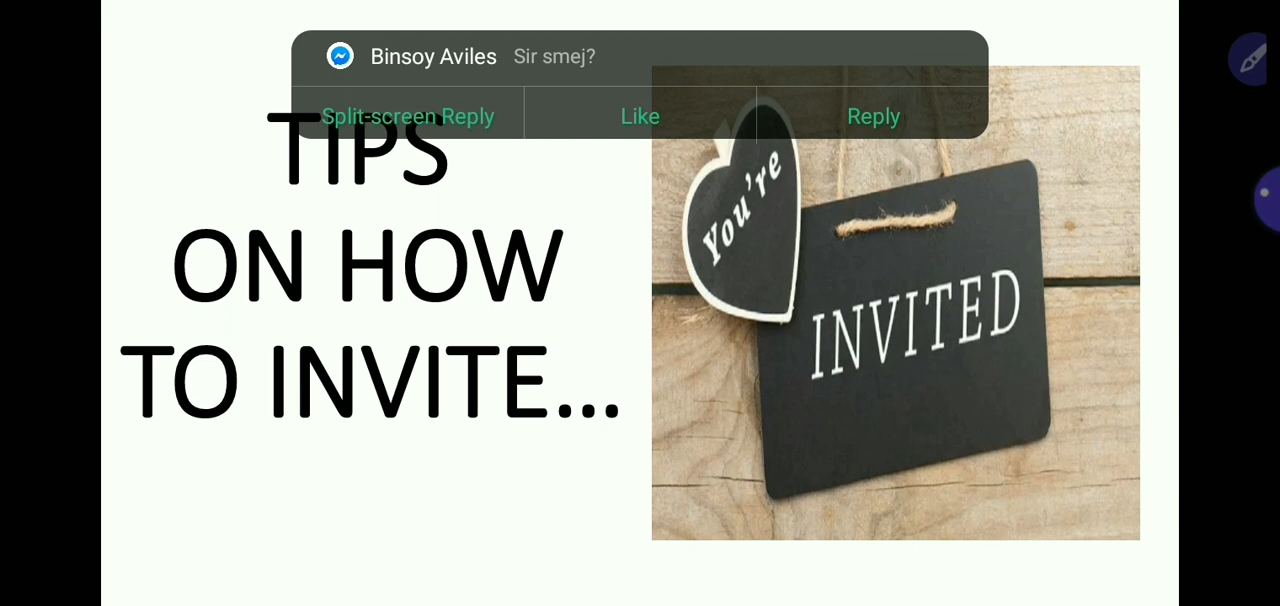 Binsoy Aviles Sir smej?
Split-screen Reply Like Reply
TIPS
ON HOW
TO INVITE...
You're
INVITED